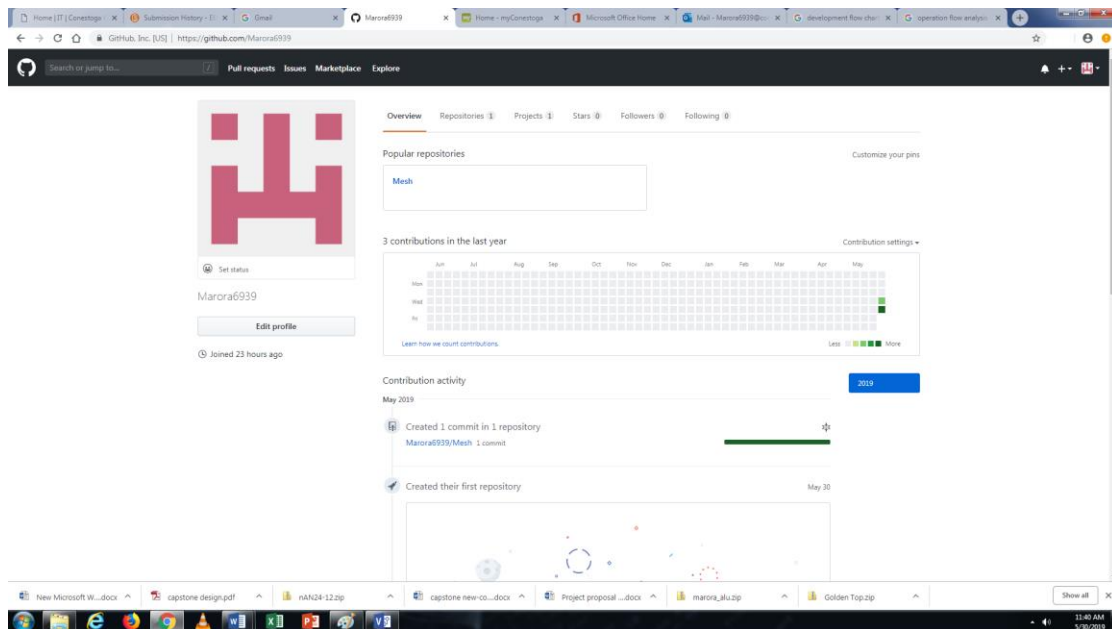 Home | IT | Conestoga
Submission History - E
Gmail
Marora6939
Home - myConestoga
Microsoft Office Home
Mail - Marora6939@co
development flow char
operation flow analysis
GitHub, Inc. [US] | https://github.com/Marora6939
Search or jump to...
/
Pull requests Issues Marketplace Explore
Overview Repositories 1 Projects 1 Stars 0 Followers 0 Following 0
Popular repositories
Customize your pins
Mesh
3 contributions in the last year
Contribution settings
Jun Jul Aug Sep Oct Nov Dec Jan Feb Mar Apr May
Mon
Wed
Fri
Learn how we count contributions.
Less More
Set status
Marora6939
Edit profile
Joined 23 hours ago
Contribution activity
2019
May 2019
Created 1 commit in 1 repository
Marora6939/Mesh 1 commit
Created their first repository
May 30
New Microsoft W....docx
capstone design.pdf
nAN24-12.zip
capstone new-co....docx
Project proposal ....docx
marora_alu.zip
Golden Top.zip
Show all
11:40 AM
5/30/2019